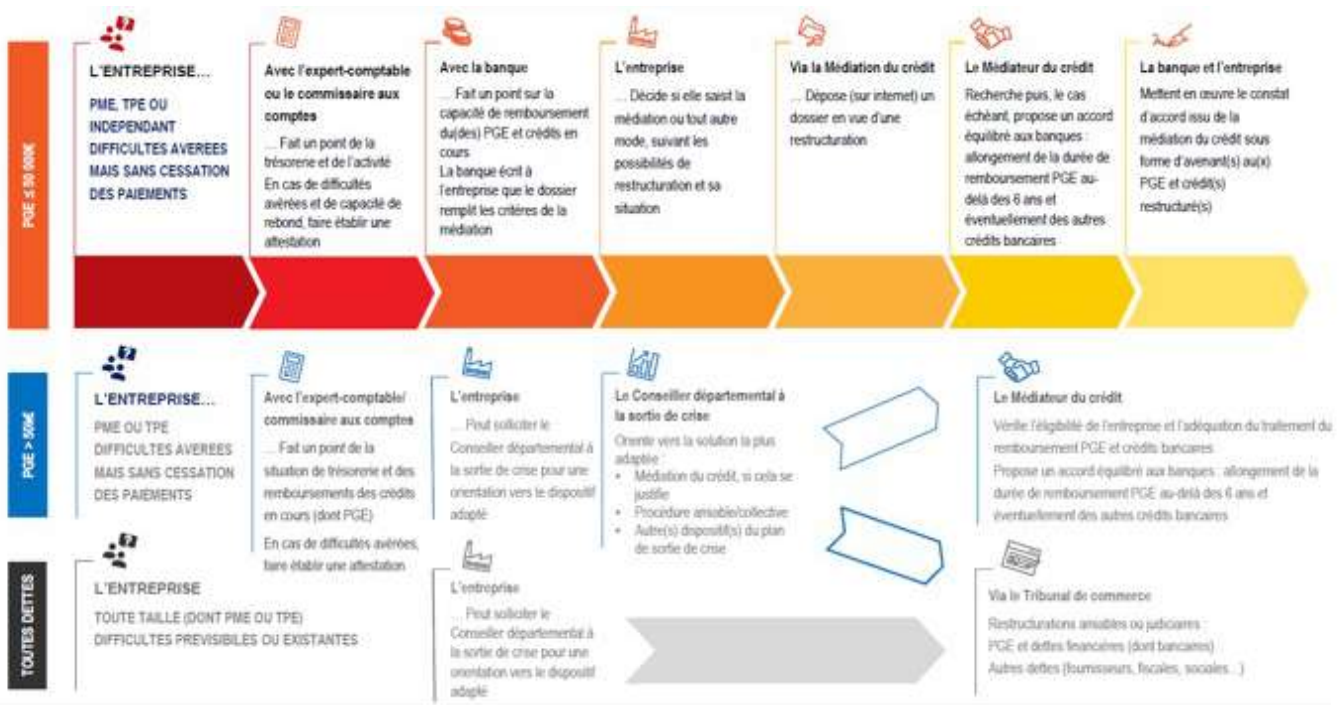 PGE ≤ 50 000€
L'ENTREPRISE…
PME, TPE OU
INDEPENDANT
DIFFICULTES AVEREES
MAIS SANS CESSATION
DES PAIEMENTS
Avec l'expert-comptable
ou le commissaire aux
comptes
… Fait un point de la
trésorerie et de l'activité
En cas de difficultés
avérées et de capacité de
rebond, faire établir une
attestation
Avec la banque
… Fait un point sur la
capacité de remboursement
du(des) PGE et crédits en
cours
La banque écrit à
l'entreprise que le dossier
remplit les critères de la
médiation
L'entreprise
… Décide si elle saisit la
médiation ou tout autre
mode, suivant les
possibilités de
restructuration et sa
situation
Via la Médiation du crédit
… Dépose (sur internet) un
dossier en vue d'une
restructuration
Le Médiateur du crédit
Recherche puis, le cas
échéant, propose un accord
équilibré aux banques :
allongement de la durée de
remboursement PGE au-
delà des 6 ans et
éventuellement des autres
crédits bancaires
La banque et l'entreprise
Mettent en œuvre le constat
d'accord issu de la
médiation du crédit sous
forme d'avenant(s) au(x)
PGE et crédit(s)
restructuré(s)
PGE > 50k€
L'ENTREPRISE…
PME OU TPE
DIFFICULTES AVEREES
MAIS SANS CESSATION
DES PAIEMENTS
Avec l'expert-comptable/
commissaire aux comptes
… Fait un point de la
situation de trésorerie et des
remboursements des crédits
en cours (dont PGE)
En cas de difficultés avérées,
faire établir une attestation
L'entreprise
… Peut solliciter le
Conseiller départemental à
la sortie de crise pour une
orientation vers le dispositif
adapté
Le Conseiller départemental à
la sortie de crise
Oriente vers la solution la plus
adaptée :
• Médiation du crédit, si cela se
justifie
• Procédure amiable/collective
• Autre(s) dispositif(s) du plan
de sortie de crise
Le Médiateur du crédit
Vérifie l'éligibilité de l'entreprise et l'adéquation du traitement du
remboursement PGE et crédits bancaires
Propose un accord équilibré aux banques : allongement de la
durée de remboursement PGE au-delà des 6 ans et
éventuellement des autres crédits bancaires
TOUTES DETTES
L'ENTREPRISE
TOUTE TAILLE (DONT PME OU TPE)
DIFFICULTES PREVISIBILES OU EXISTANTES
L'entreprise
… Peut solliciter le
Conseiller départemental à
la sortie de crise pour une
orientation vers le dispositif
adapté
Via le Tribunal de commerce
Restructurations amiables ou judiciaires :
PGE et dettes financières (dont bancaires)
Autres dettes (fournisseurs, fiscales, sociales…)